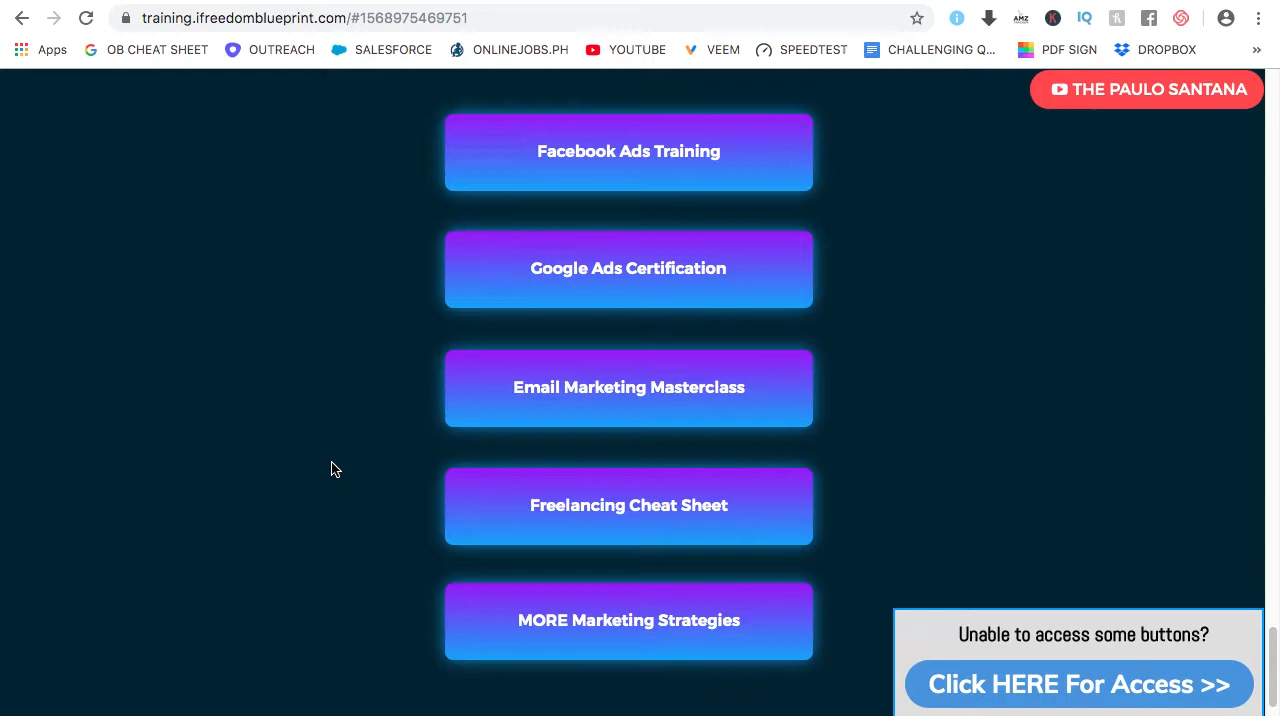 training.ifreedomblueprint.com/#1568975469751
Apps OB CHEAT SHEET OUTREACH SALESFORCE ONLINEJOBS.PH YOUTUBE VEEM SPEEDTEST CHALLENGING Q... PDF SIGN DROPBOX »
THE PAULO SANTANA
Facebook Ads Training
Google Ads Certification
Email Marketing Masterclass
Freelancing Cheat Sheet
MORE Marketing Strategies
Unable to access some buttons?
Click HERE For Access >>